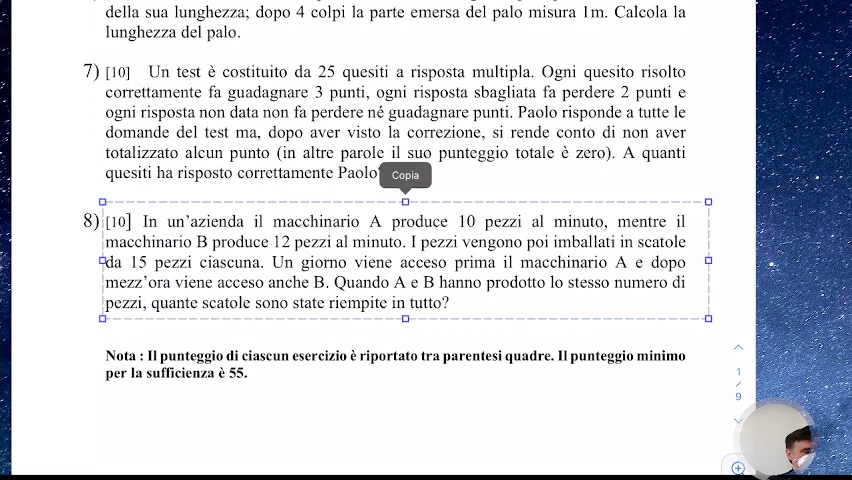 della sua lunghezza; dopo 4 colpi la parte emersa del palo misura 1m. Calcola la
lunghezza del palo.
7) [10] Un test è costituito da 25 quesiti a risposta multipla. Ogni quesito risolto
correttamente fa guadagnare 3 punti, ogni risposta sbagliata fa perdere 2 punti e
ogni risposta non data non fa perdere né guadagnare punti. Paolo risponde a tutte le
domande del test ma, dopo aver visto la correzione, si rende conto di non aver
totalizzato alcun punto (in altre parole il suo punteggio totale è zero). A quanti
quesiti ha risposto correttamente Paolo
Copia
8) [10] In un'azienda il macchinario A produce 10 pezzi al minuto, mentre il
macchinario B produce 12 pezzi al minuto. I pezzi vengono poi imballati in scatole
da 15 pezzi ciascuna. Un giorno viene acceso prima il macchinario A e dopo
mezz'ora viene acceso anche B. Quando A e B hanno prodotto lo stesso numero di
pezzi, quante scatole sono state riempite in tutto?
Nota : Il punteggio di ciascun esercizio è riportato tra parentesi quadre. Il punteggio minimo
per la sufficienza è 55.
1
/
9